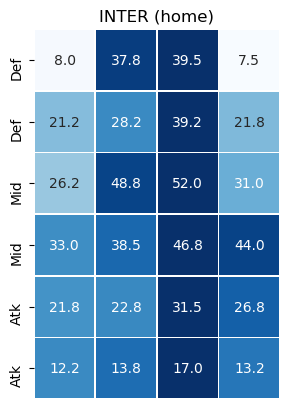 INTER (home)
Def 8.0 37.8 39.5 7.5
Def 21.2 28.2 39.2 21.8
Mid 26.2 48.8 52.0 31.0
Mid 33.0 38.5 46.8 44.0
Atk 21.8 22.8 31.5 26.8
Atk 12.2 13.8 17.0 13.2